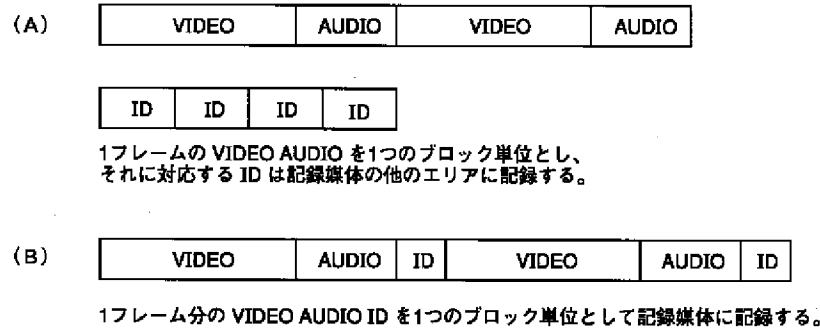 (A) VIDEO AUDIO VIDEO AUDIO
ID ID ID ID
1フレームの VIDEO AUDIO を1つのブロック単位とし、
それに対応する ID は記録媒体の他のエリアに記録する。
(B) VIDEO AUDIO ID VIDEO AUDIO ID
1フレーム分の VIDEO AUDIO ID を1つのブロック単位として記録媒体に記録する。